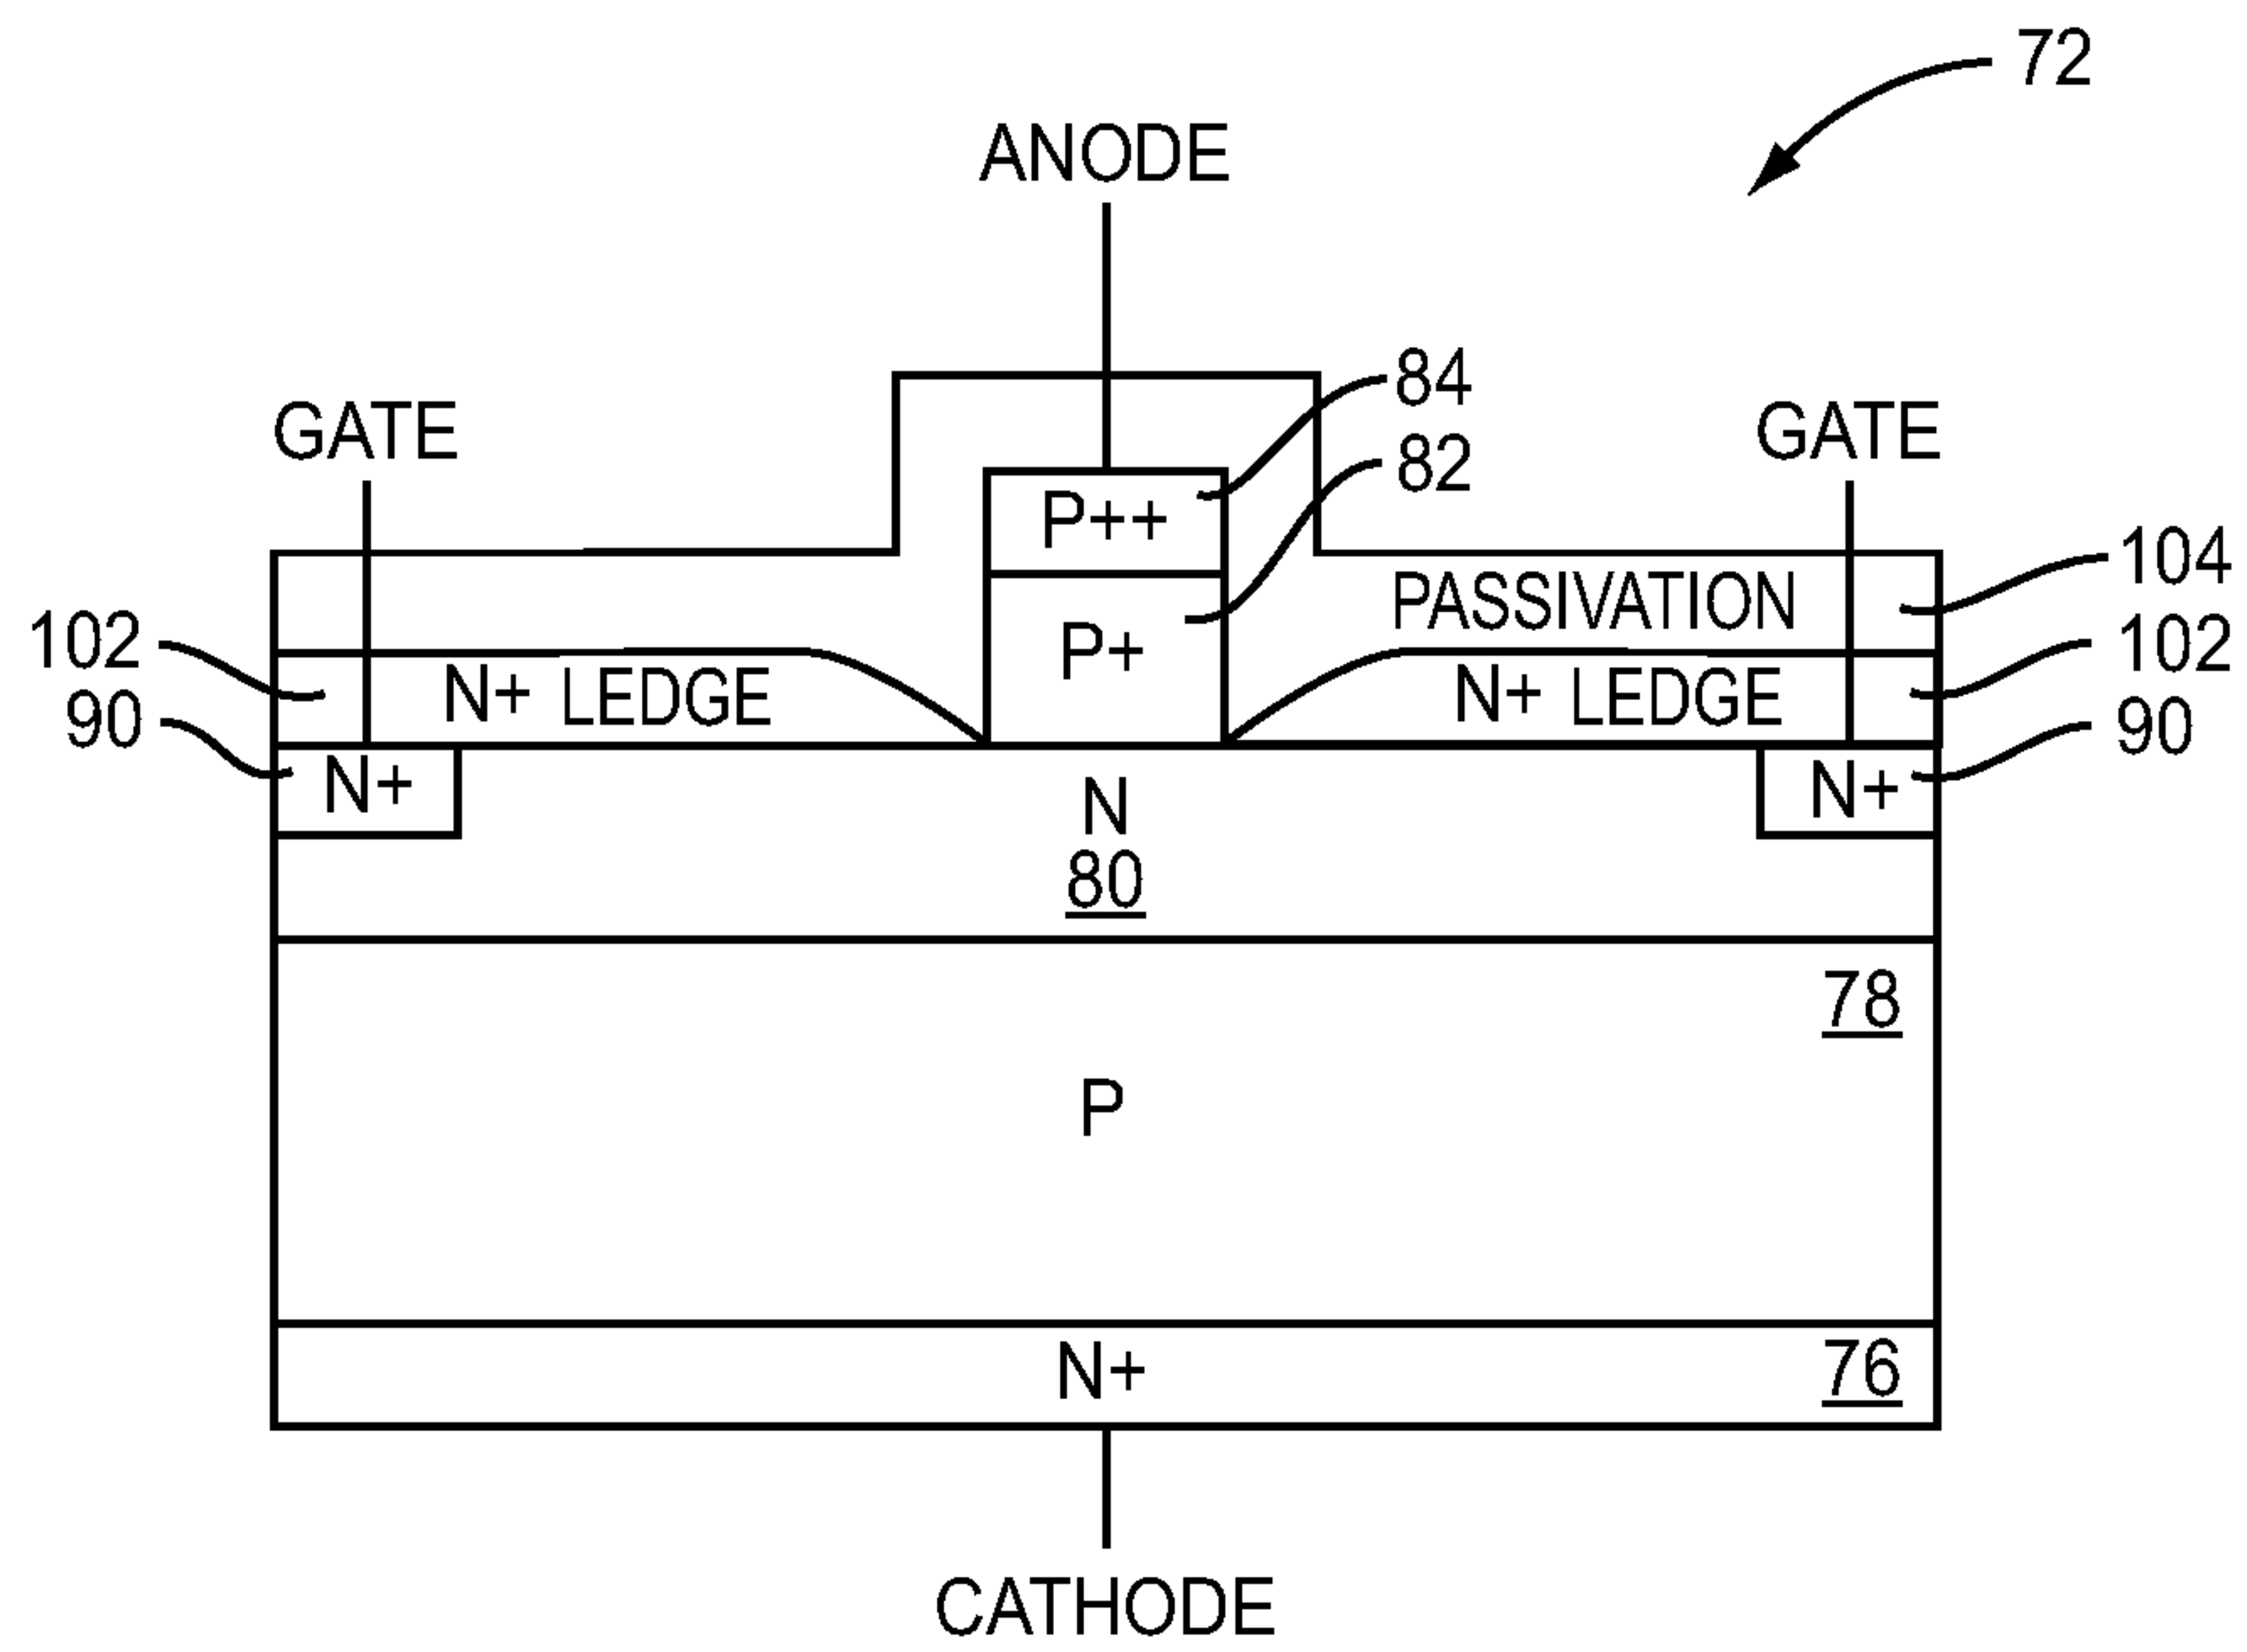 72
ANODE
84
GATE
GATE
82
P++
104
PASSIVATION
102
P+
102
N+ LEDGE
N+ LEDGE
90
90
N+
N
N+
80
78
P
N+
76
CATHODE